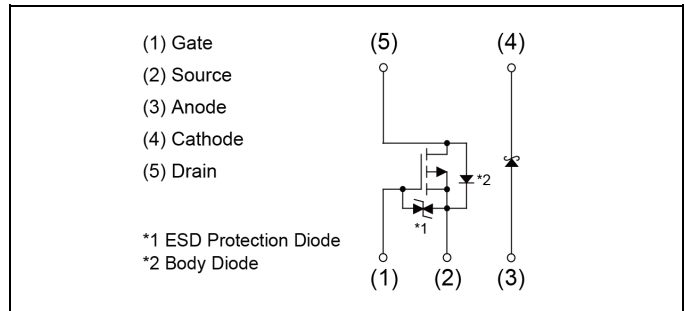 (1) Gate
(2) Source
(3) Anode
(4) Cathode
(5) Drain
*1 ESD Protection Diode
*2 Body Diode
(5) (4)
*2
*1
(1) (2) (3)